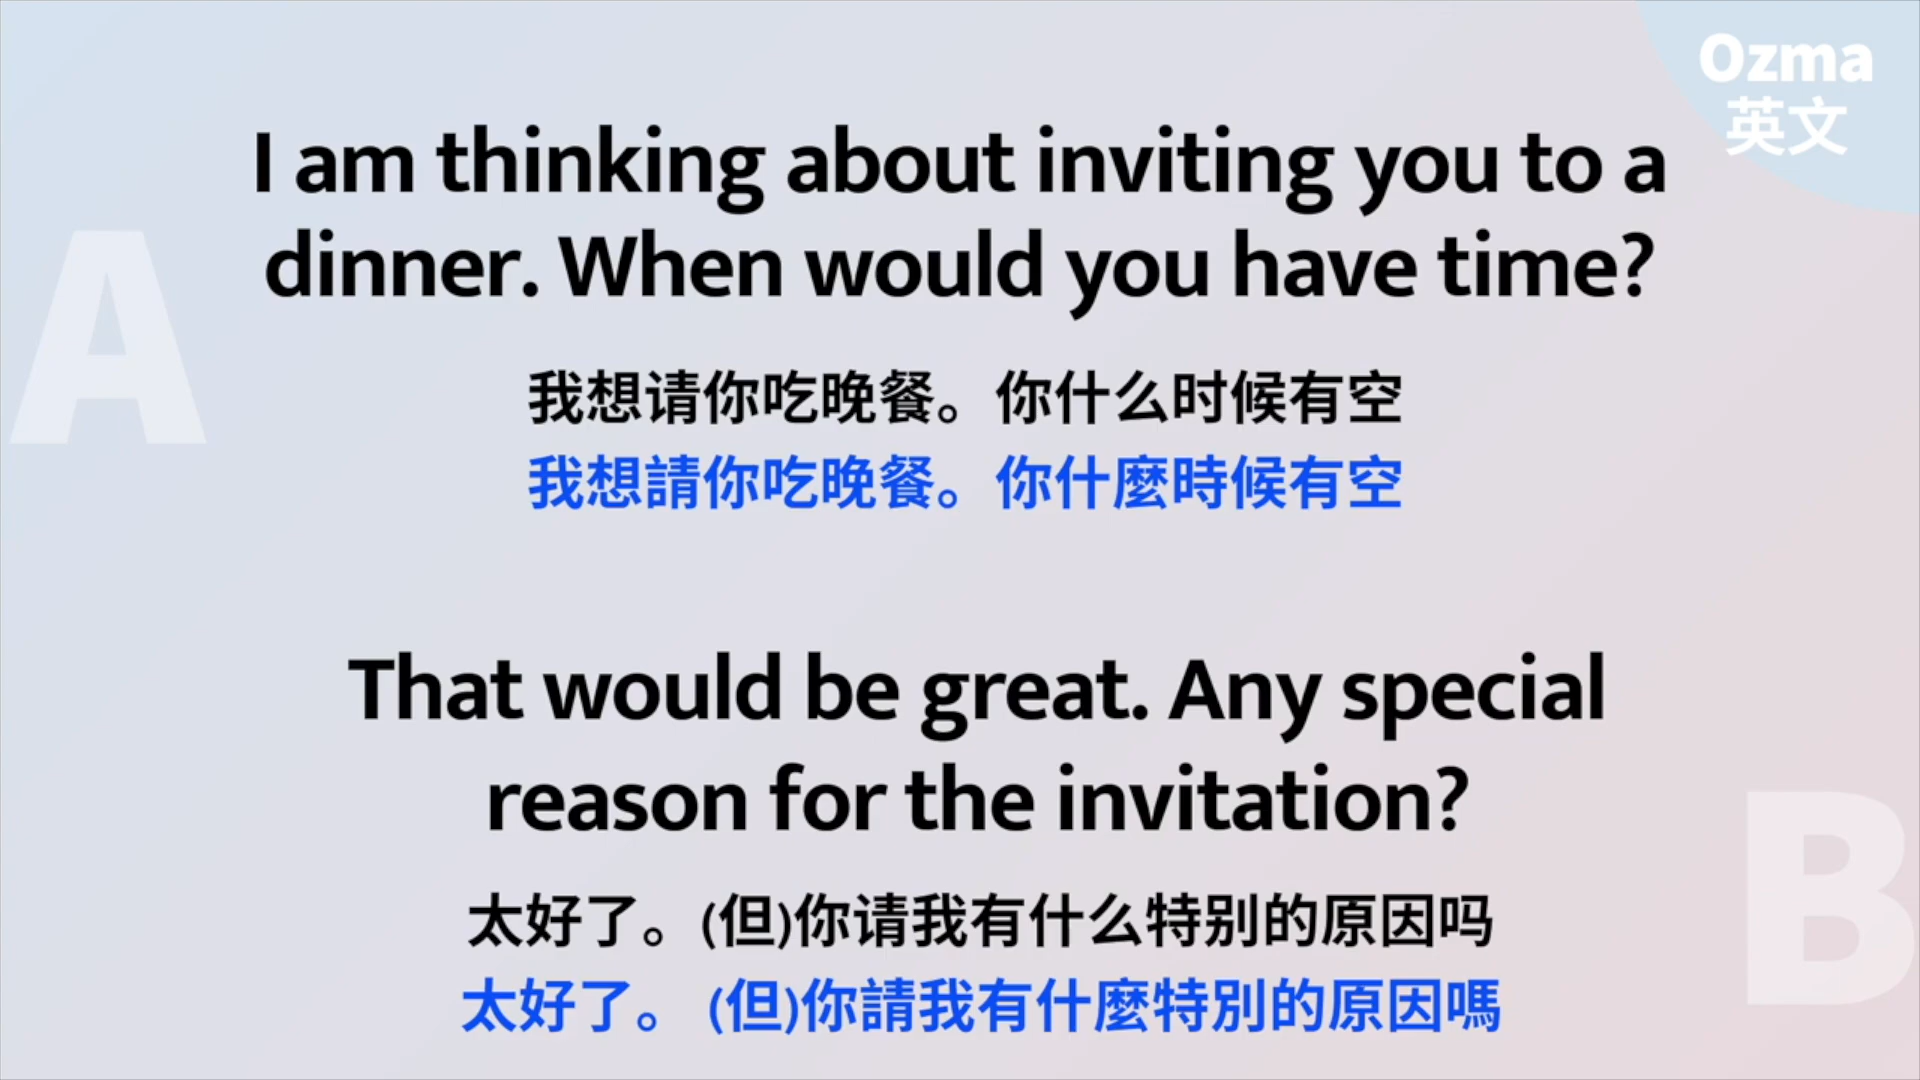 Ozma
英文
A
I am thinking about inviting you to a
dinner. When would you have time?
我想请你吃晚餐。你什么时候有空
我想請你吃晚餐。你什麼時候有空
That would be great. Any special
reason for the invitation?
B
太好了。(但)你请我有什么特别的原因吗
太好了。(但)你請我有什麼特別的原因嗎